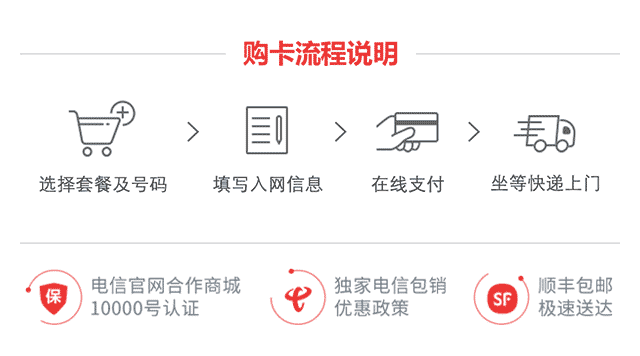 购卡流程说明
选择套餐及号码
填写入网信息
在线支付
坐等快递上门
保
电信官网合作商城
10000号认证
独家电信包销
优惠政策
SF
顺丰包邮
极速送达